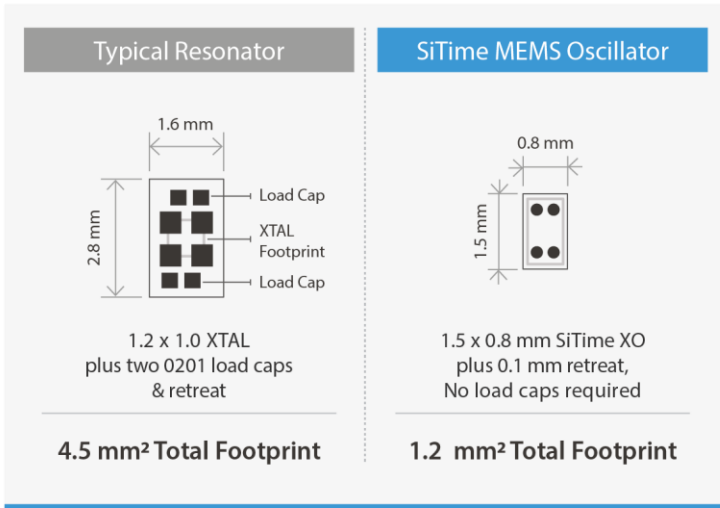 Typical Resonator
1.6 mm
2.8 mm
Load Cap
XTAL
Footprint
Load Cap
1.2 x 1.0 XTAL
plus two 0201 load caps
& retreat
4.5 mm² Total Footprint
SiTime MEMS Oscillator
0.8 mm
1.5 mm
1.5 x 0.8 mm SiTime XO
plus 0.1 mm retreat,
No load caps required
1.2 mm² Total Footprint